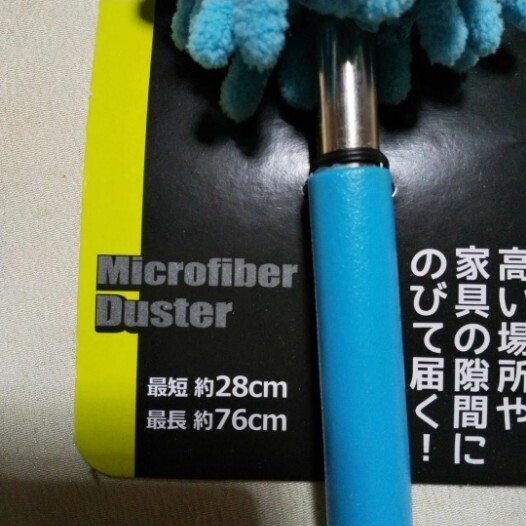 Microfiber
Duster
最短 約28cm
最長 約76cm
高い場所や
家具の隙間に
のびて届く!